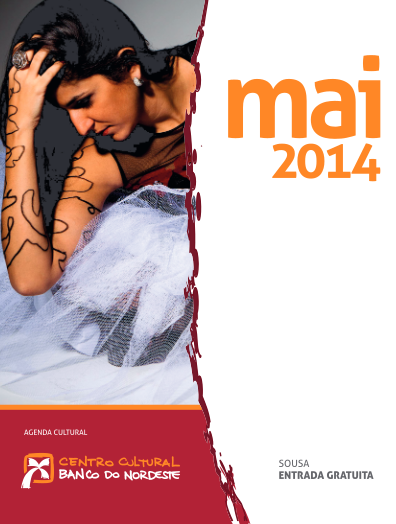 mai
2014
AGENDA CULTURAL
CENTRO CULTURAL
BANCO DO NORDESTE
SOUSA
ENTRADA GRATUITA